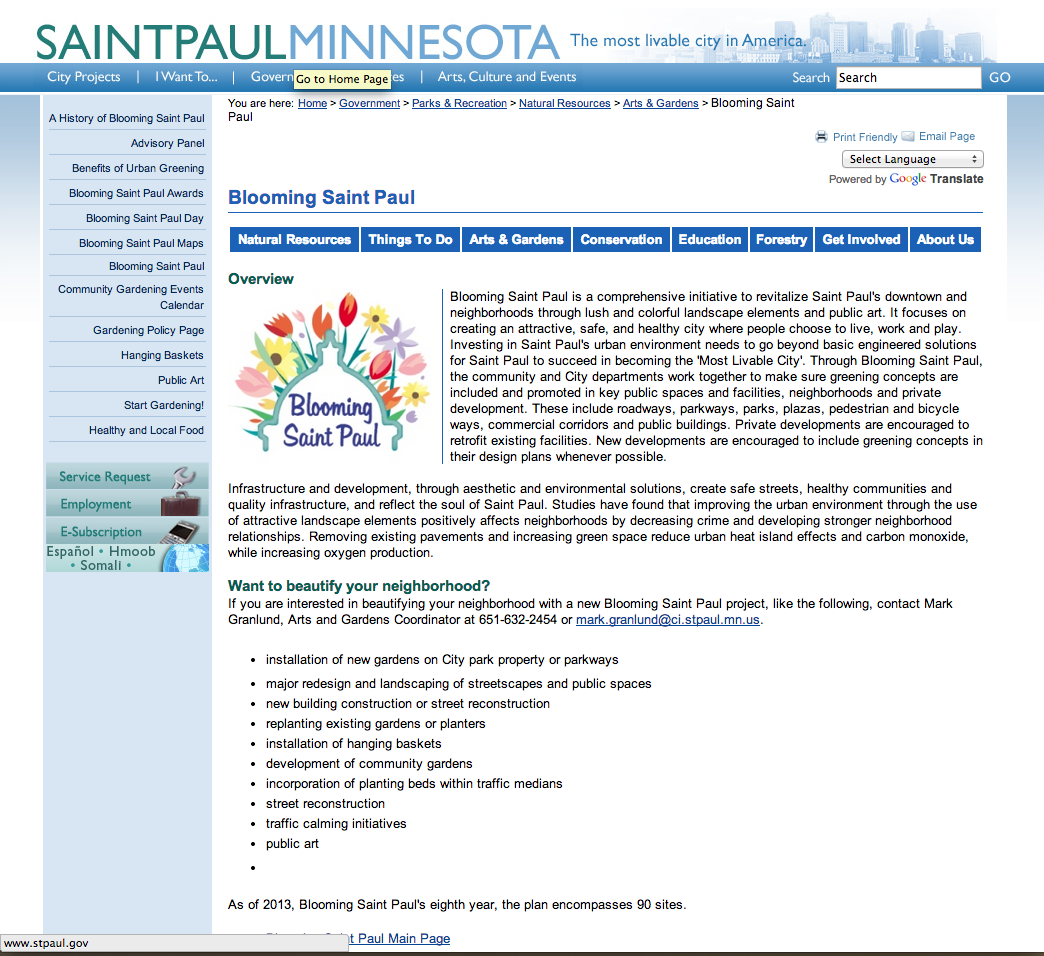 SAINTPAULMINNESOTA The most livable city in America.
City Projects | I Want To... | Govern es | Arts, Culture and Events Search Search GO
Go to Home Page
You are here: Home > Government > Parks & Recreation > Natural Resources > Arts & Gardens > Blooming Saint
Paul
A History of Blooming Saint Paul
Advisory Panel
Benefits of Urban Greening
Blooming Saint Paul Awards
Blooming Saint Paul Day
Blooming Saint Paul Maps
Blooming Saint Paul
Community Gardening Events
Calendar
Gardening Policy Page
Hanging Baskets
Public Art
Start Gardening!
Healthy and Local Food
Service Request
Employment
E-Subscription
Español • Hmoob
• Somali •
Print Friendly Email Page
Select Language
Powered by Google Translate
Blooming Saint Paul
Natural Resources Things To Do Arts & Gardens Conservation Education Forestry Get Involved About Us
Overview
Blooming
Saint Paul
Blooming Saint Paul is a comprehensive initiative to revitalize Saint Paul's downtown and
neighborhoods through lush and colorful landscape elements and public art. It focuses on
creating an attractive, safe, and healthy city where people choose to live, work and play.
Investing in Saint Paul's urban environment needs to go beyond basic engineered solutions
for Saint Paul to succeed in becoming the 'Most Livable City'. Through Blooming Saint Paul,
the community and City departments work together to make sure greening concepts are
included and promoted in key public spaces and facilities, neighborhoods and private
development. These include roadways, parkways, parks, plazas, pedestrian and bicycle
ways, commercial corridors and public buildings. Private developments are encouraged to
retrofit existing facilities. New developments are encouraged to include greening concepts in
their design plans whenever possible.
Infrastructure and development, through aesthetic and environmental solutions, create safe streets, healthy communities and
quality infrastructure, and reflect the soul of Saint Paul. Studies have found that improving the urban environment through the use
of attractive landscape elements positively affects neighborhoods by decreasing crime and developing stronger neighborhood
relationships. Removing existing pavements and increasing green space reduce urban heat island effects and carbon monoxide,
while increasing oxygen production.
Want to beautify your neighborhood?
If you are interested in beautifying your neighborhood with a new Blooming Saint Paul project, like the following, contact Mark
Granlund, Arts and Gardens Coordinator at 651-632-2454 or mark.granlund@ci.stpaul.mn.us.
• installation of new gardens on City park property or parkways
• major redesign and landscaping of streetscapes and public spaces
• new building construction or street reconstruction
• replanting existing gardens or planters
• installation of hanging baskets
• development of community gardens
• incorporation of planting beds within traffic medians
• street reconstruction
• traffic calming initiatives
• public art
•
As of 2013, Blooming Saint Paul's eighth year, the plan encompasses 90 sites.
t Paul Main Page
www.stpaul.gov